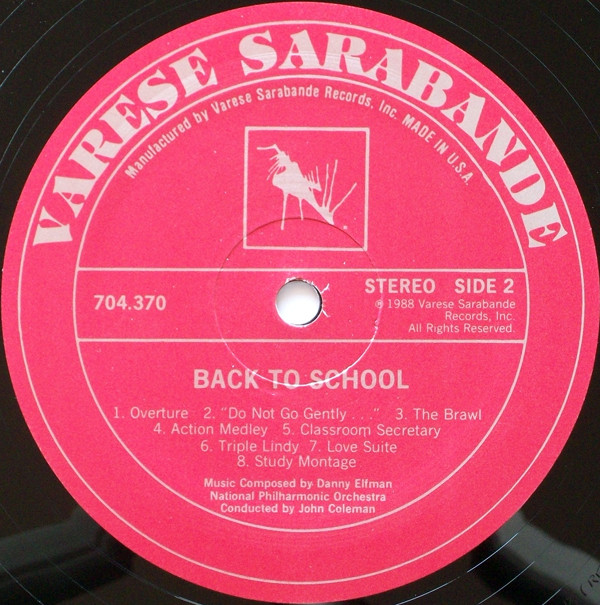 VARESE SARABANDE
Manufactured by Varese Sarabande Records, Inc. MADE IN U.S.A.
704.370
STEREO SIDE 2
℗1988 Varese Sarabande
Records, Inc.
All Rights Reserved.
BACK TO SCHOOL
1. Overture 2. "Do Not Go Gently . . ." 3. The Brawl
4. Action Medley 5. Classroom Secretary
6. Triple Lindy 7. Love Suite
8. Study Montage
Music Composed by Danny Elfman
National Philharmonic Orchestra
Conducted by John Coleman